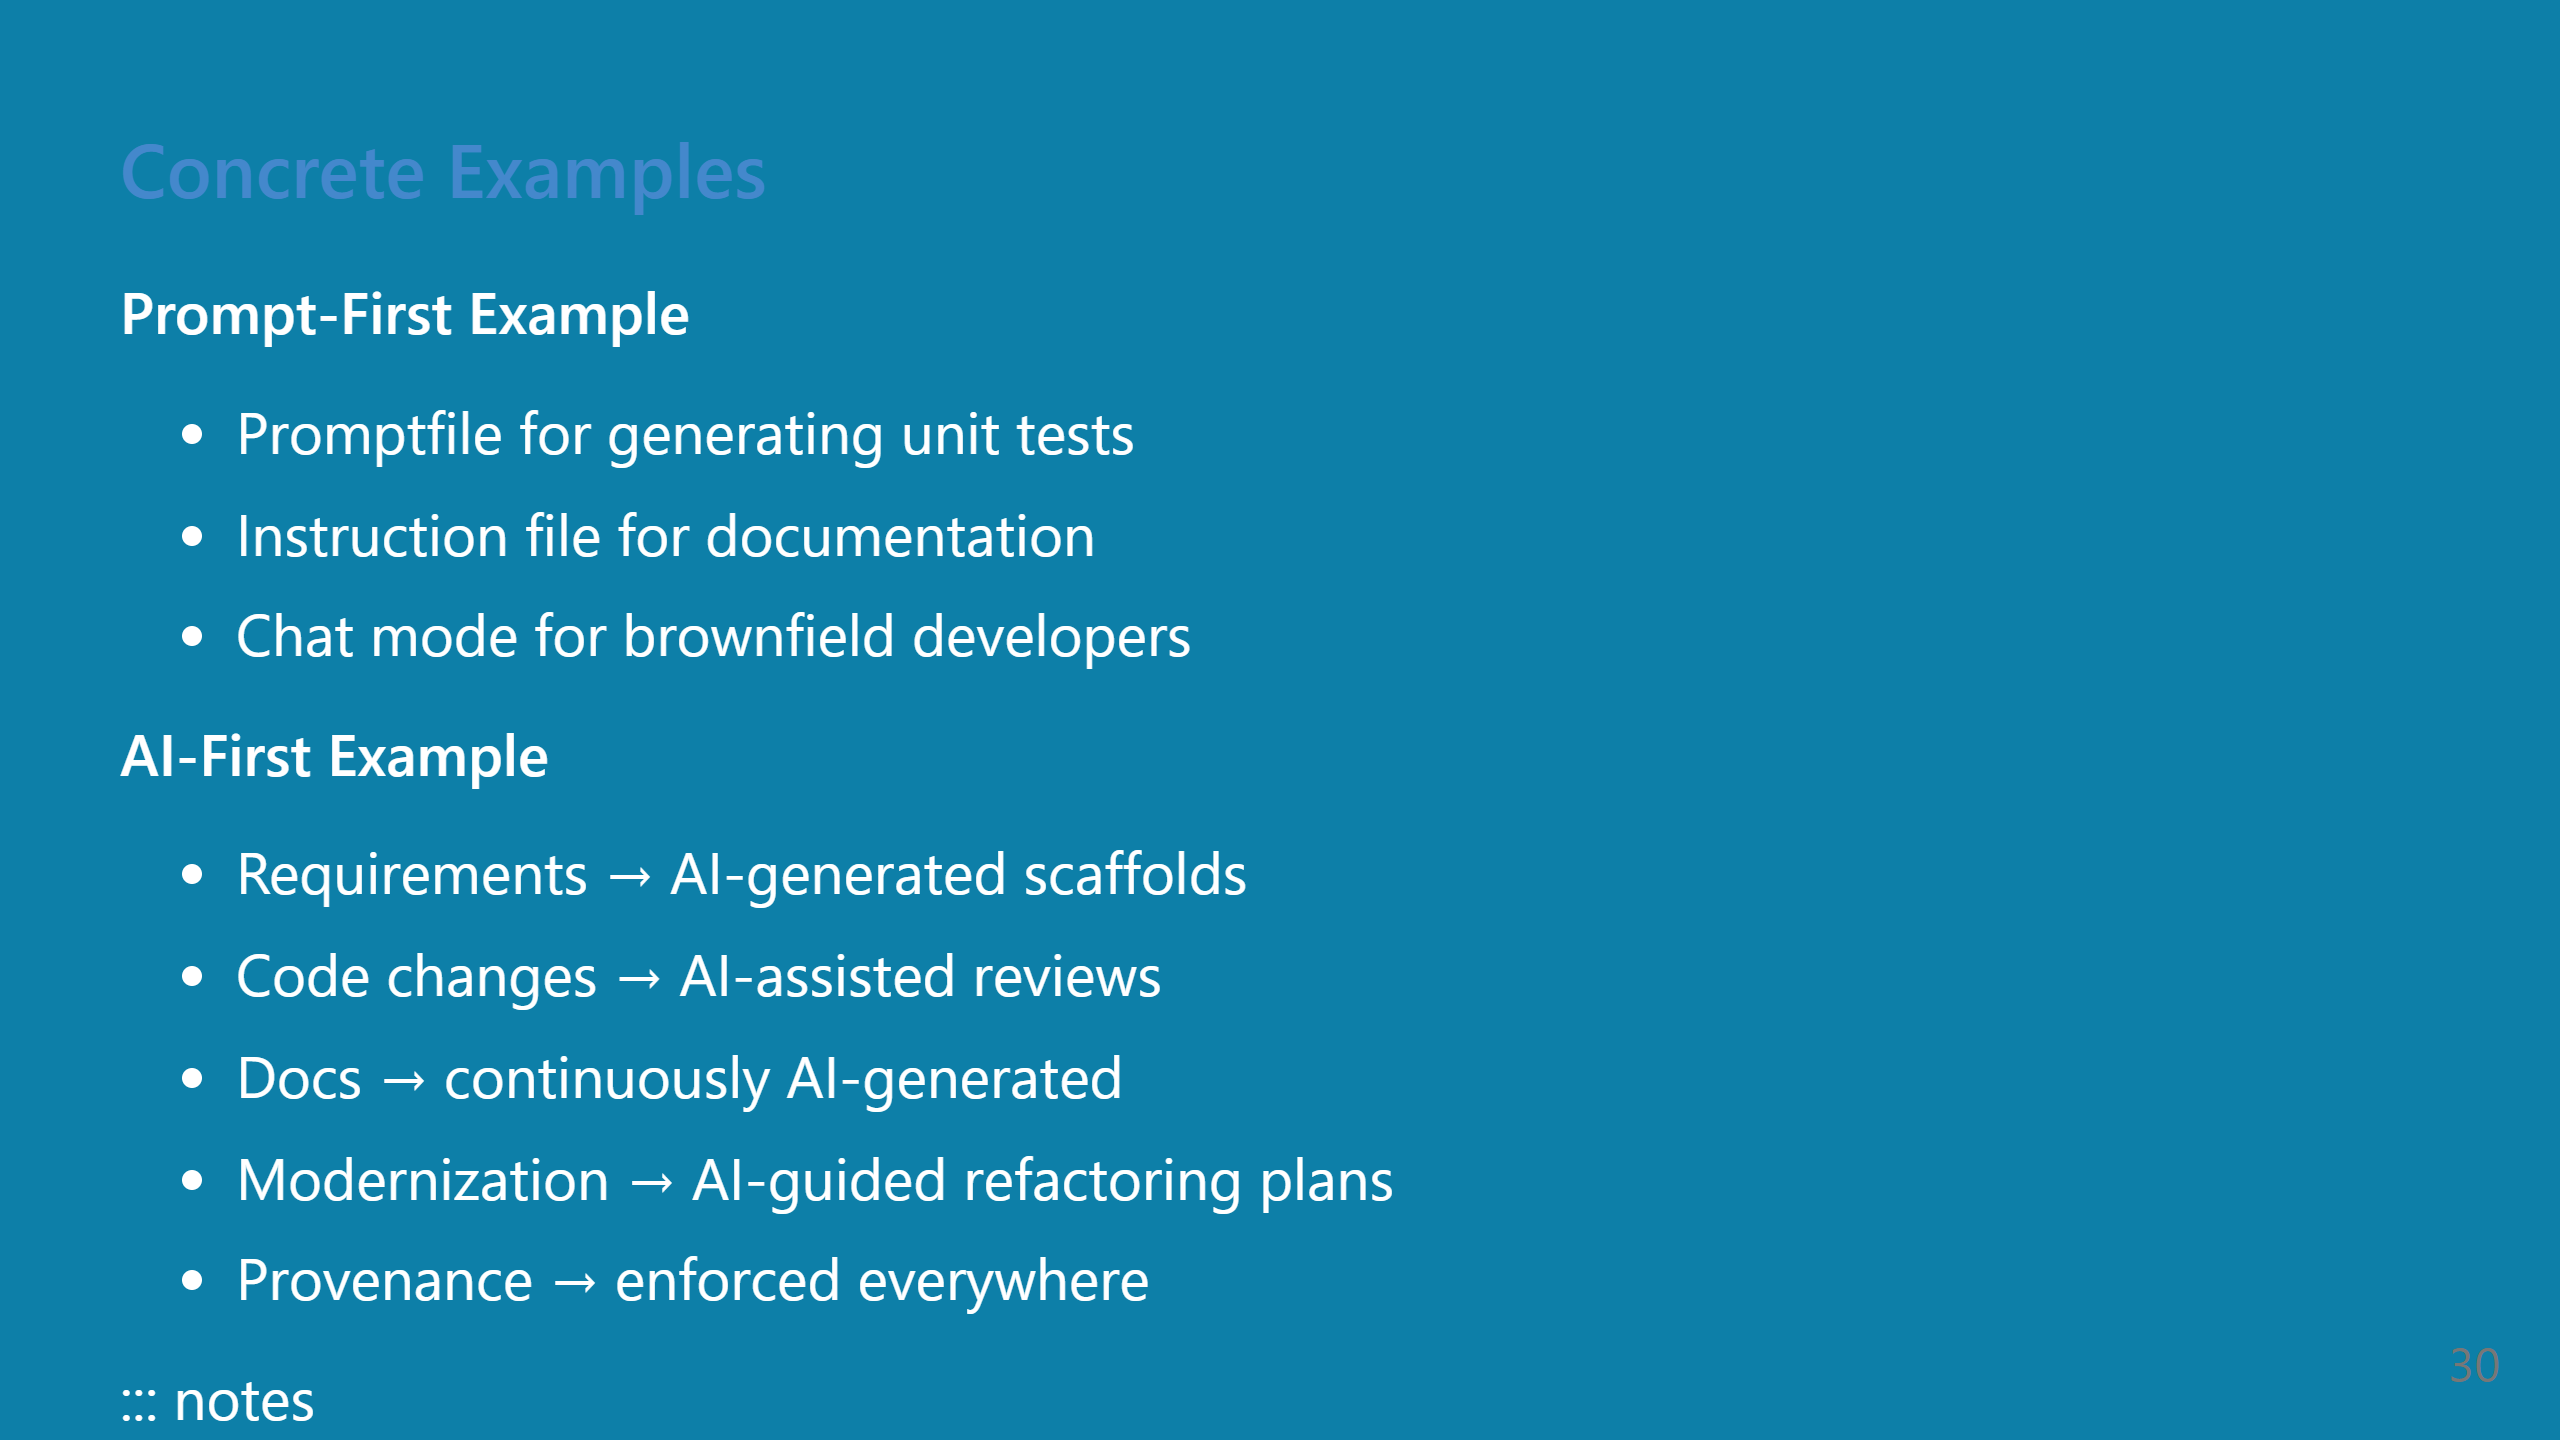 Concrete Examples
Prompt-First Example
• Promptfile for generating unit tests
• Instruction file for documentation
• Chat mode for brownfield developers
AI-First Example
• Requirements → AI-generated scaffolds
• Code changes → AI-assisted reviews
• Docs → continuously AI-generated
• Modernization → AI-guided refactoring plans
• Provenance → enforced everywhere
::: notes
30